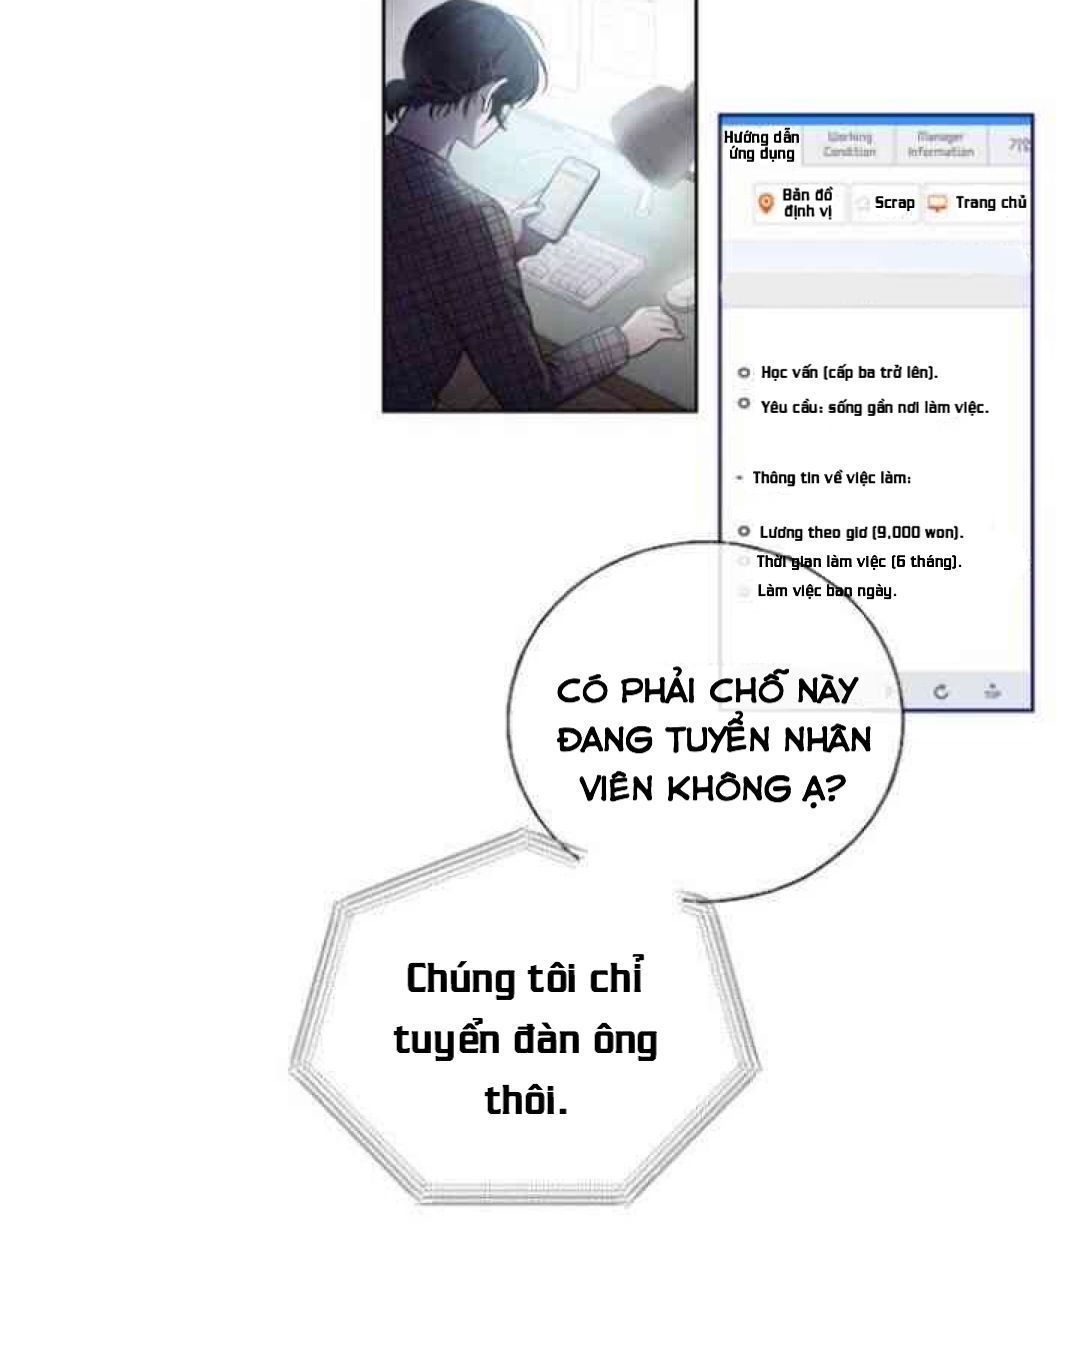 Hướng dẫn
ứng dụng
Working
Condition
Manager
Information
Bản đồ
định vị
Scrap
Trang chủ
Học vấn (cấp ba trở lên).
Yêu cầu: sống gần nơi làm việc.
Thông tin về việc làm:
Lương theo giơ (9,000 won).
Thời gian làm việc (6 tháng).
Làm việc ban ngày.
TOP
CÓ PHẢI CHỖ NÀY
ĐANG TUYỂN NHÂN
VIÊN KHÔNG Ạ?
Chúng tôi chỉ
tuyển đàn ông
thôi.